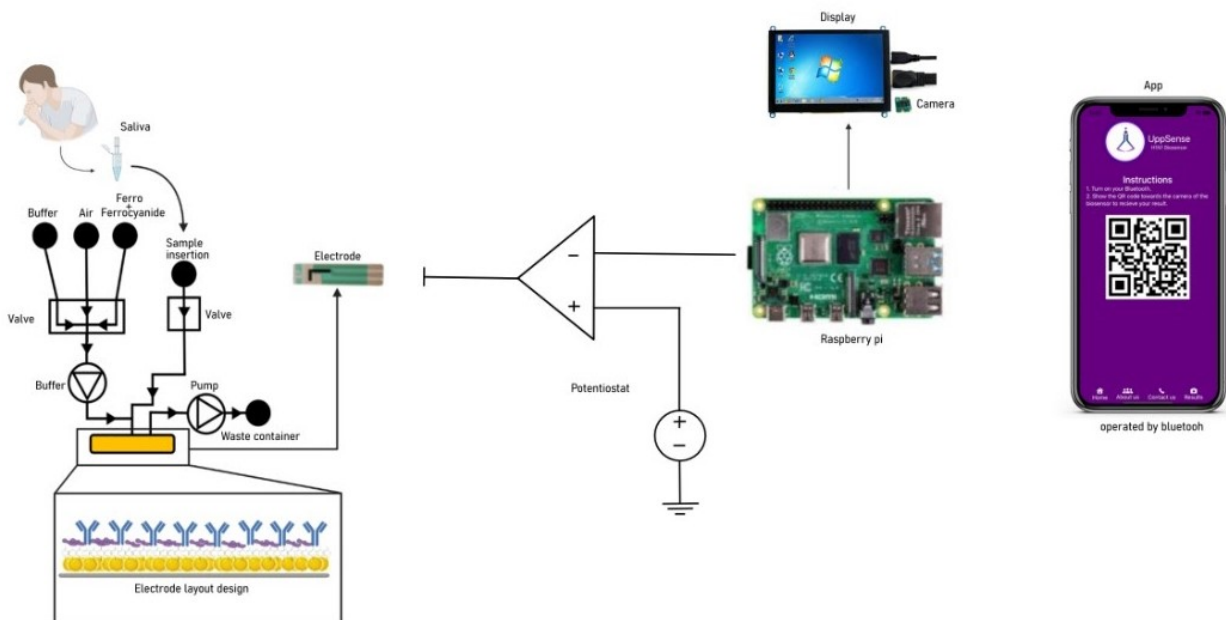 Display
Camera
App
UppSense
Instructions
1. Turn on your Bluetooth.
2. Show the QR code towards the camera of the
biosensor to recieve your result.
Home
About us
Contact us
Results
operated by bluetooh
Saliva
Buffer
Air
Ferro
+
Ferrocyanide
Sample
insertion
Valve
Valve
Electrode
Buffer
Pump
Waste container
Electrode layout design
−
+
Potentiostat
+
−
Raspberry pi
HDMI